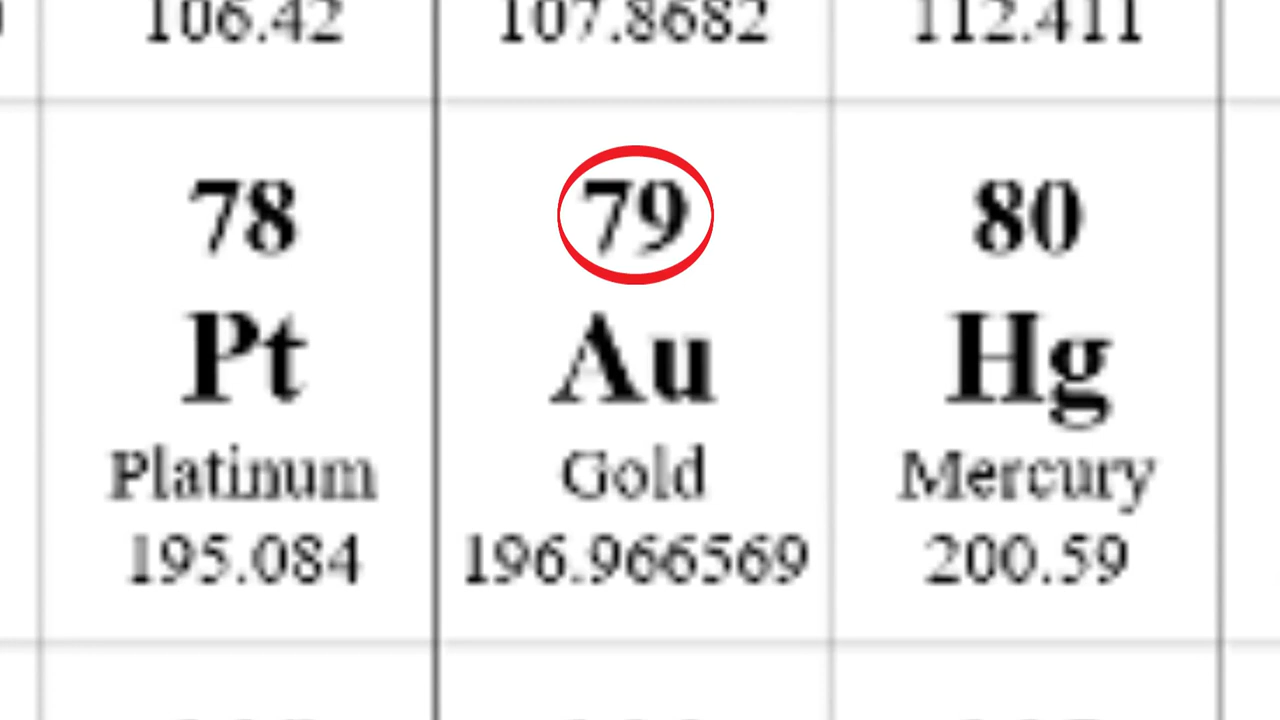 106.42 107.8682 112.411
78 79 80
Pt Au Hg
Platinum Gold Mercury
195.084 196.966569 200.59